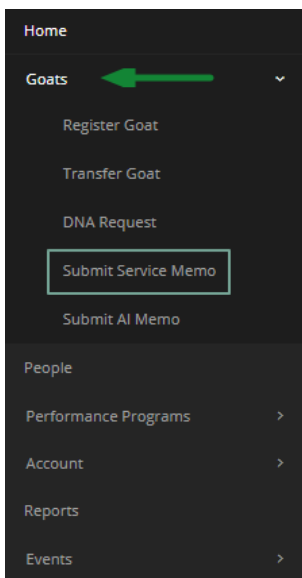 Home
Goats
Register Goat
Transfer Goat
DNA Request
Submit Service Memo
Submit AI Memo
People
Performance Programs
Account
Reports
Events